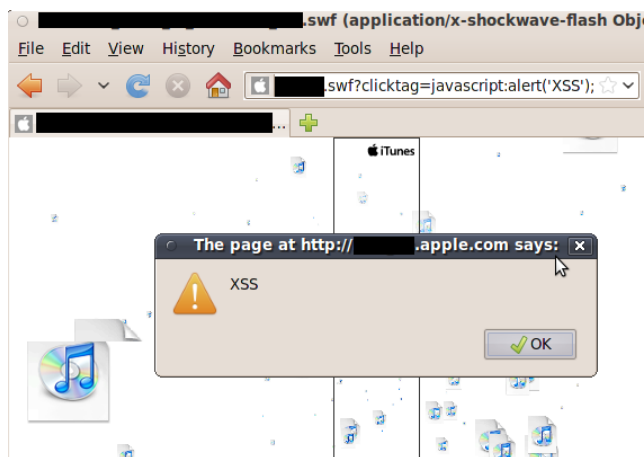 .swf (application/x-shockwave-flash Obj
File Edit View History Bookmarks Tools Help
.swf?clicktag=javascript:alert('XSS');
...
iTunes
The page at http:// .apple.com says:
XSS
OK